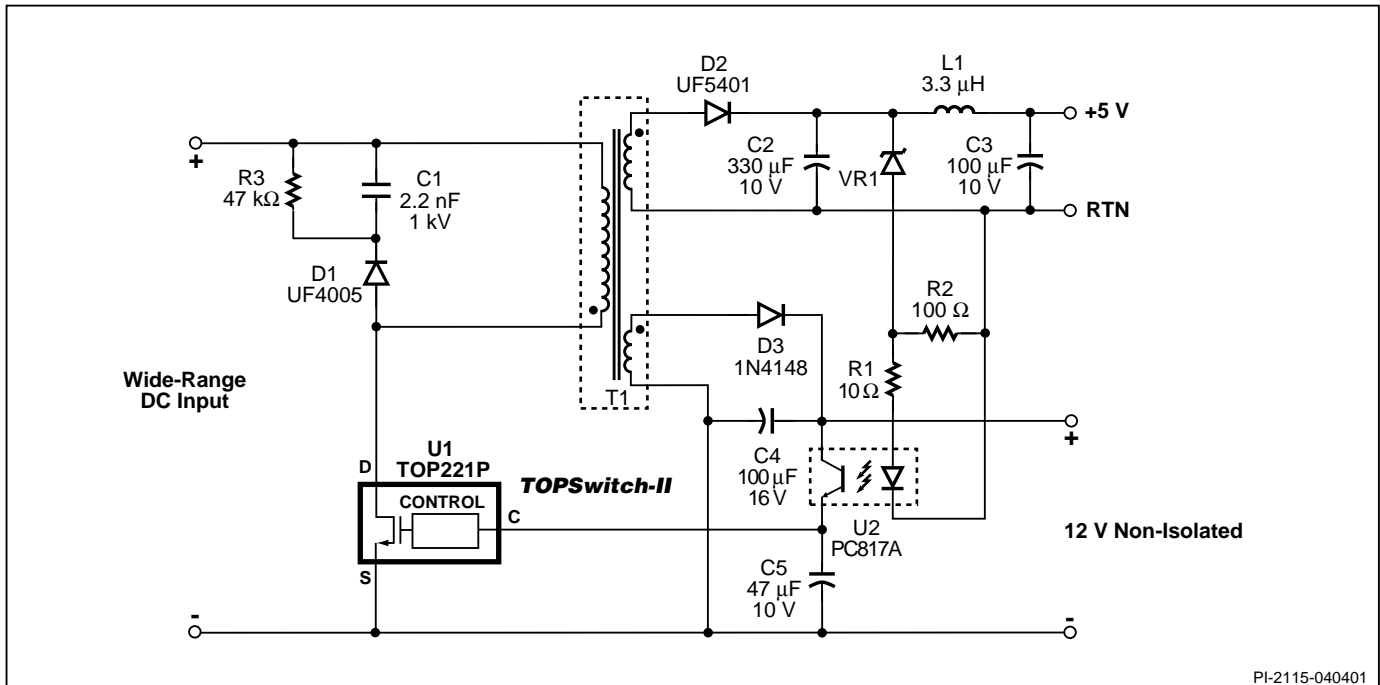 D2
UF5401
L1
3.3 µH
+5 V
+
R3
47 kΩ
C1
2.2 nF
1 kV
C2
330 µF
10 V
VR1
C3
100 µF
10 V
RTN
D1
UF4005
R2
100 Ω
D3
1N4148
R1
10 Ω
Wide-Range
DC Input
T1
+
U1
TOP221P
D
TOPSwitch-II
C4
100 µF
16 V
CONTROL
C
U2
PC817A
12 V Non-Isolated
S
C5
47 µF
10 V
-
-
PI-2115-040401